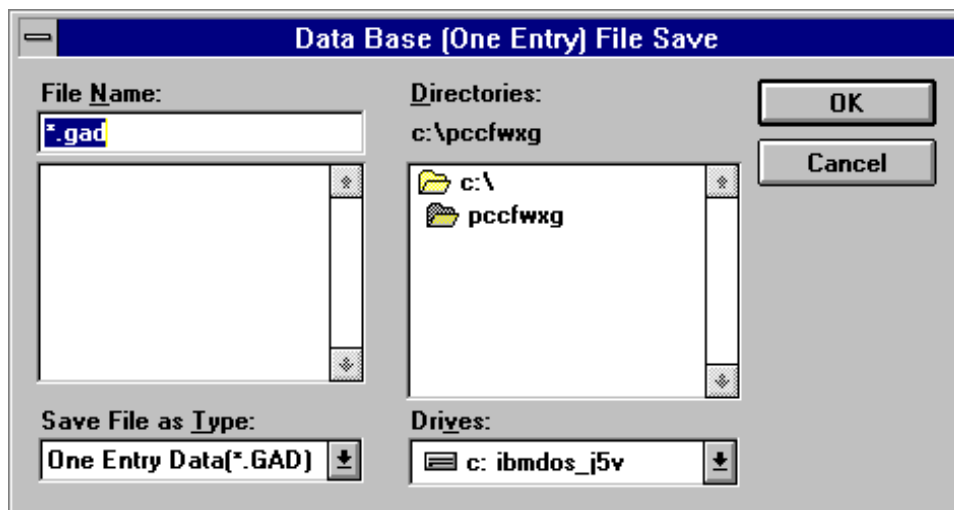 Data Base (One Entry) File Save
File Name:
*.gad
Directories:
c:\pccfwxg
c:\
pccfwxg
OK
Cancel
Save File as Type:
One Entry Data(*.GAD)
Drives:
c: ibmdos_j5v